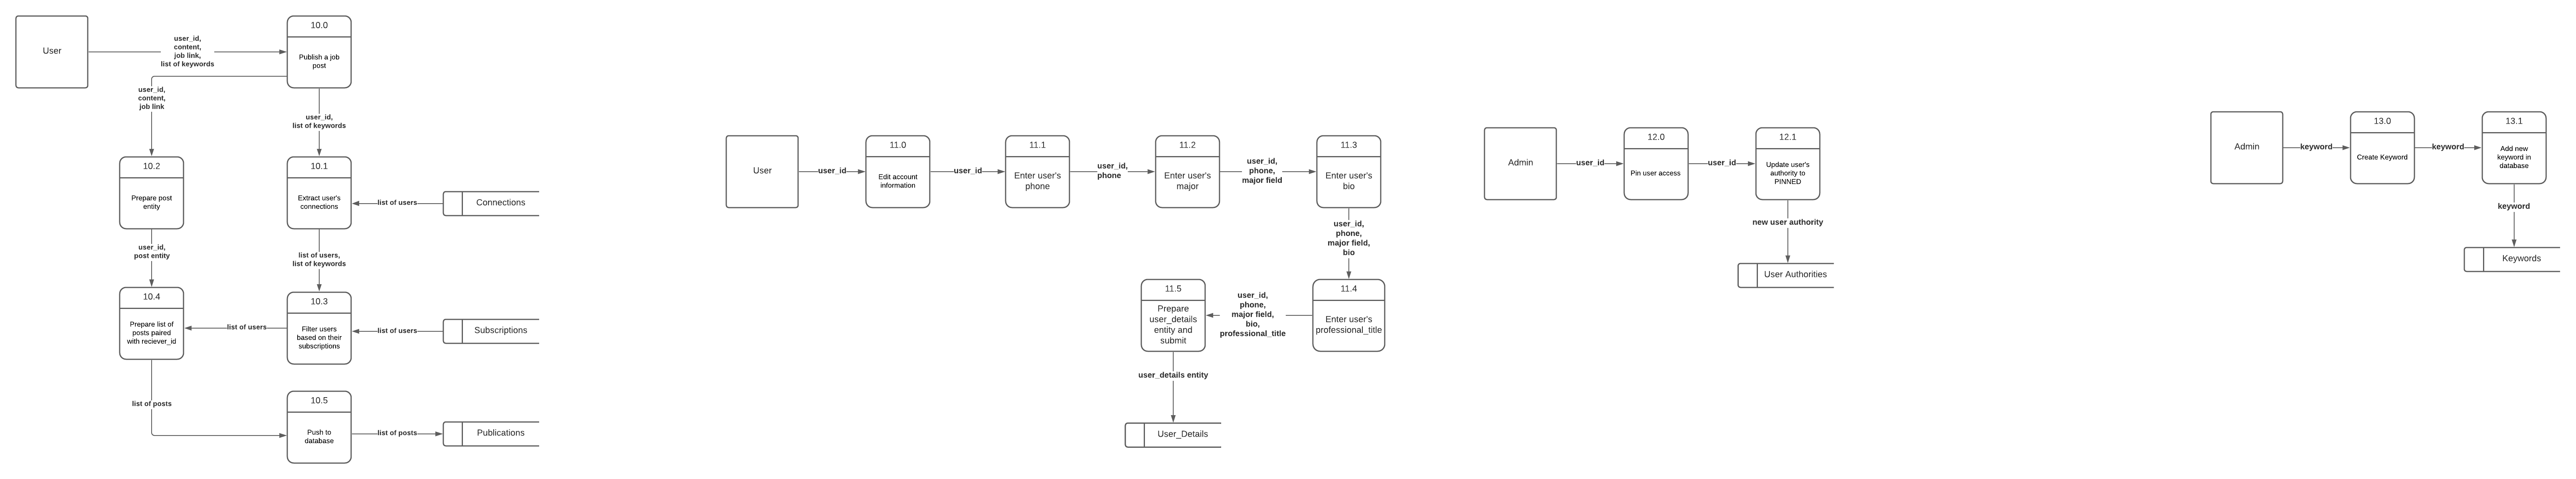 User
user_id,
content,
job link,
list of keywords
10.0
Publish a job
post
user_id,
content,
job link
user_id,
list of keywords
10.2
Prepare post
entity
10.1
Extract user's
connections
list of users
Connections
user_id,
post entity
list of users,
list of keywords
10.4
Prepare list of
posts paired
with reciever_id
list of users
10.3
Filter users
based on their
subscriptions
list of users
Subscriptions
list of posts
10.5
Push to
database
list of posts
Publications
User
user_id
11.0
Edit account
information
user_id
11.1
Enter user's
phone
user_id,
phone
11.2
Enter user's
major
user_id,
phone,
major field
11.3
Enter user's
bio
user_id,
phone,
major field,
bio
11.4
Enter user's
professional_title
user_id,
phone,
major field,
bio,
professional_title
11.5
Prepare
user_details
entity and
submit
user_details entity
User_Details
Admin
user_id
12.0
Pin user access
user_id
12.1
Update user's
authority to
PINNED
new user authority
User Authorities
Admin
keyword
13.0
Create Keyword
keyword
13.1
Add new
keyword in
database
keyword
Keywords